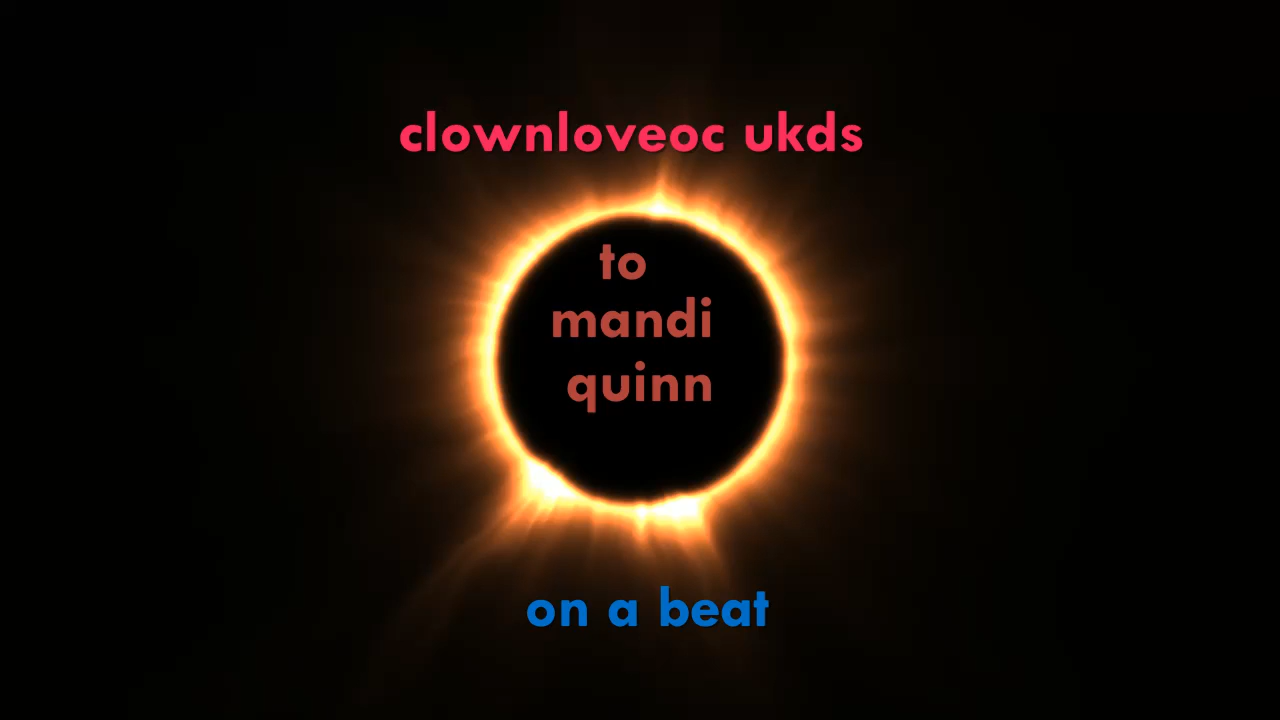 clownloveoc ukds
to
mandi
quinn
on a beat